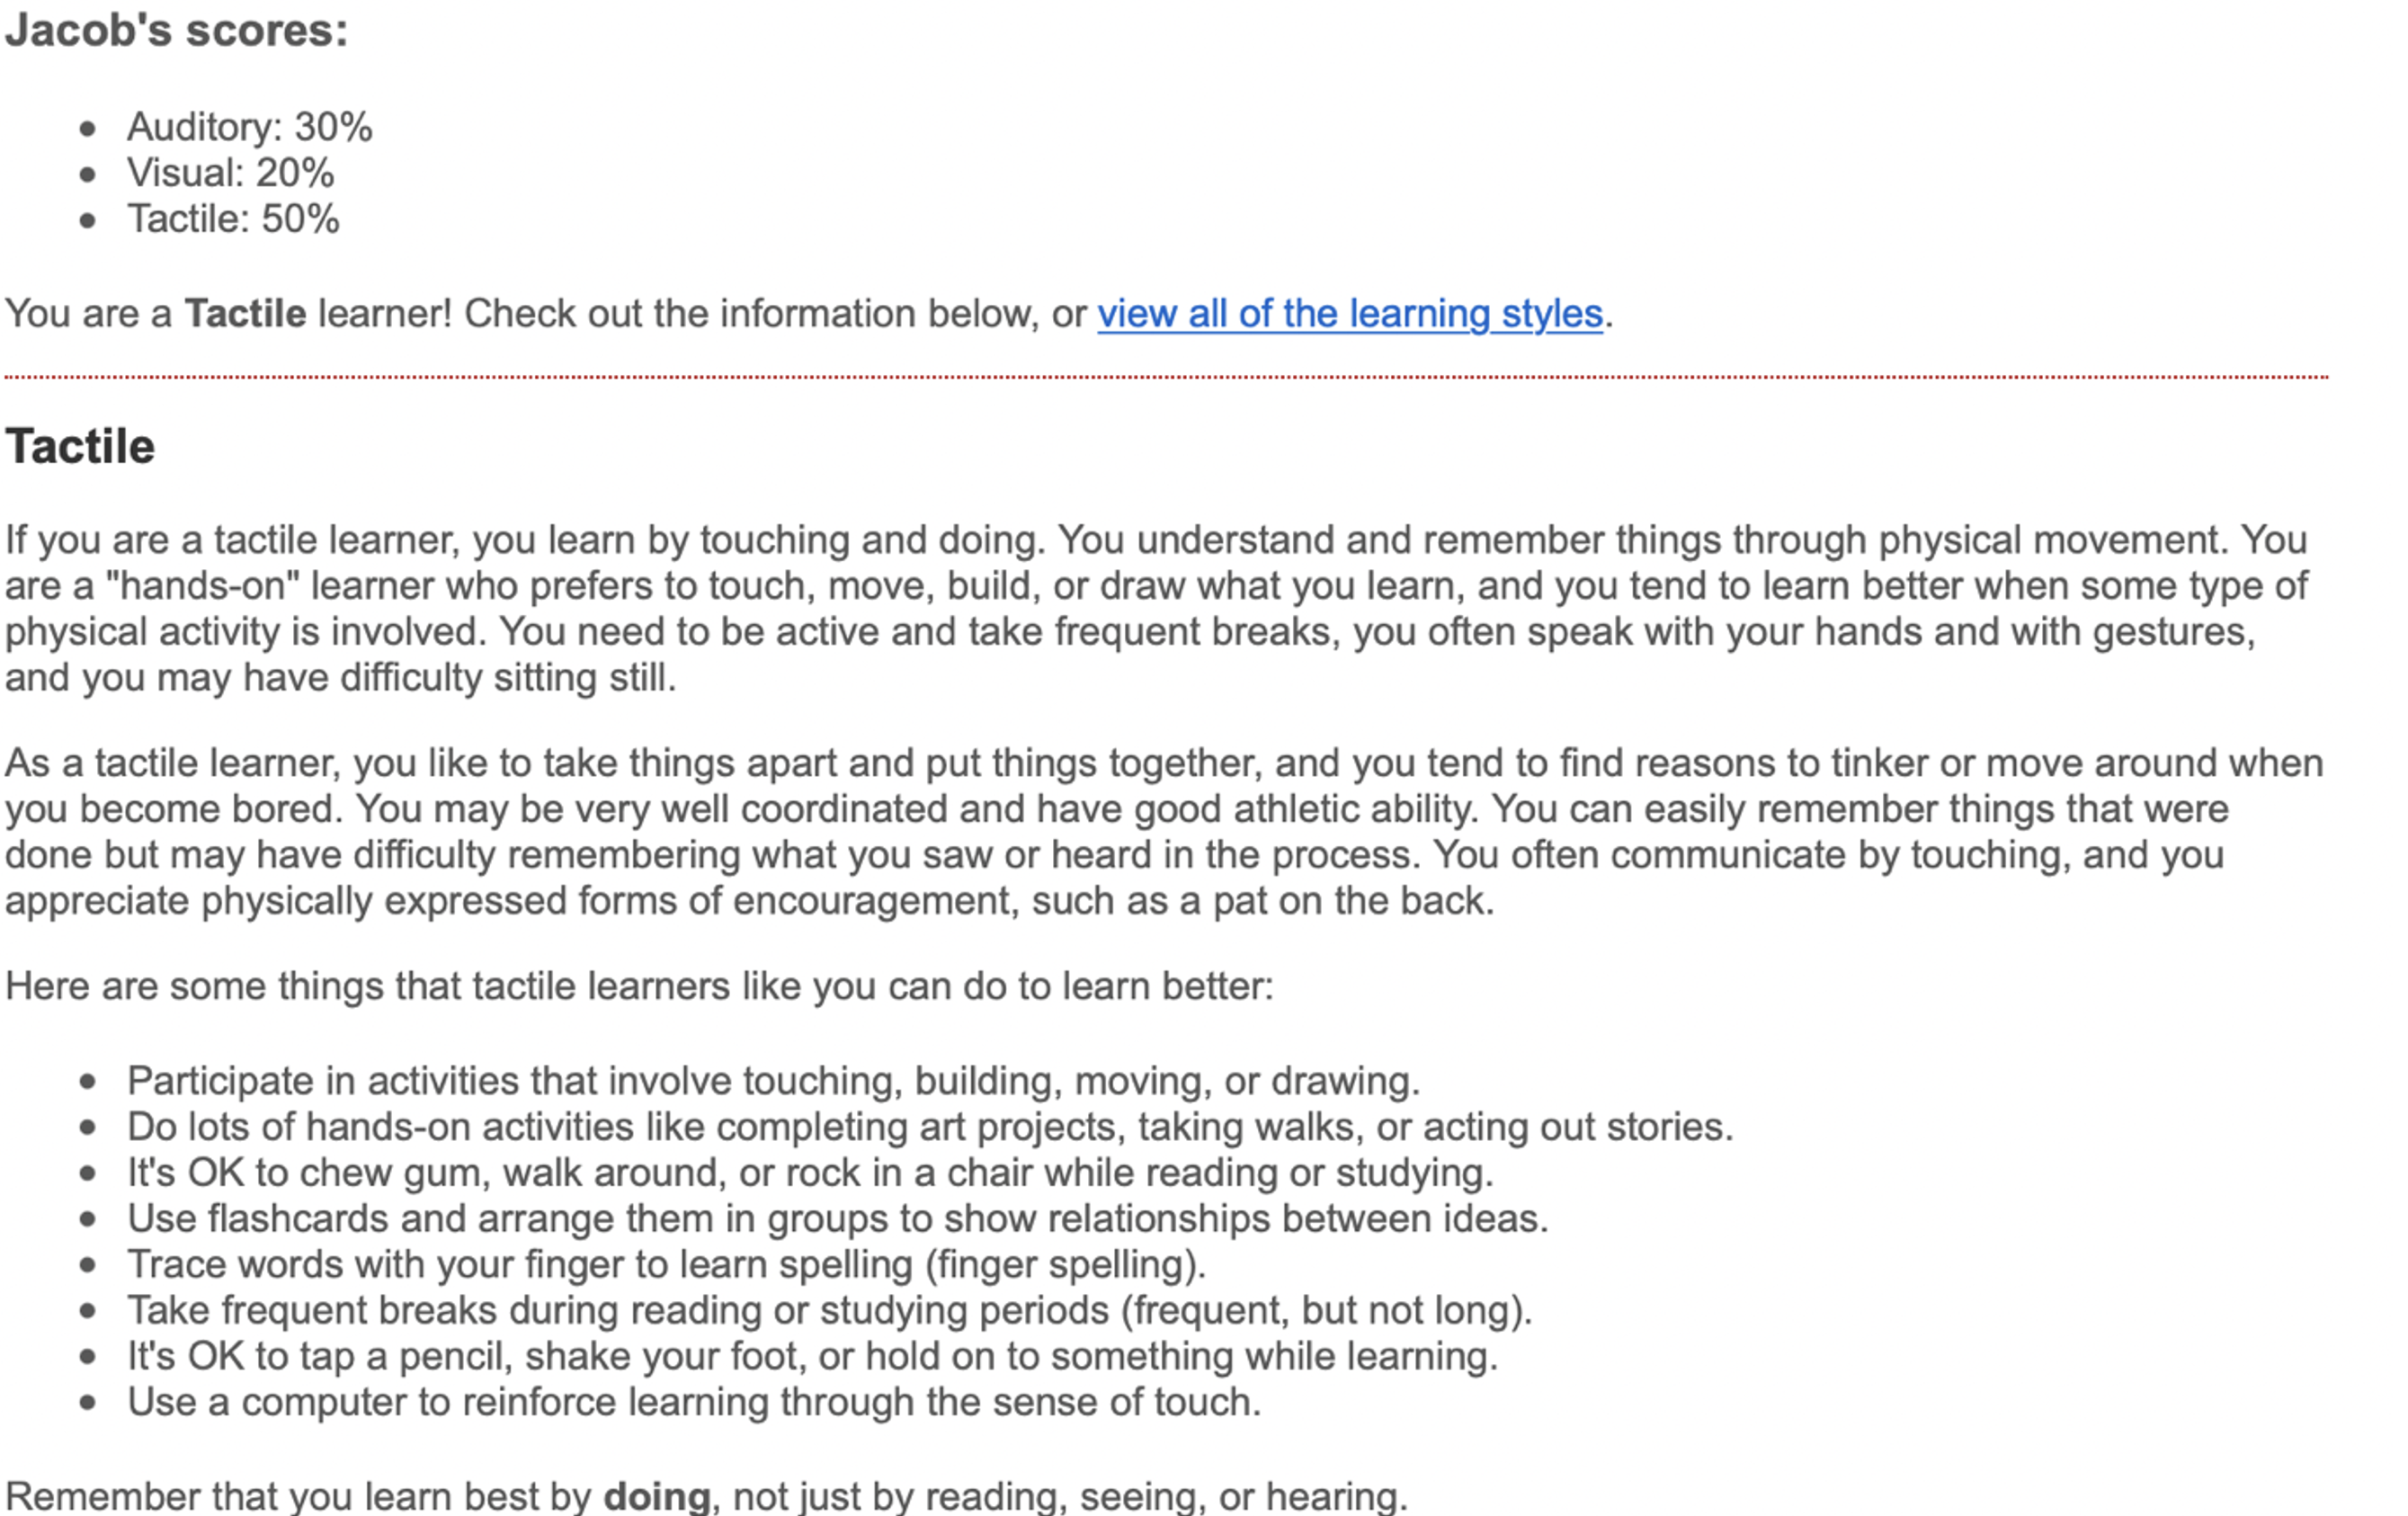 Jacob's scores:
Auditory: 30%
Visual: 20%
Tactile: 50%
You are a Tactile learner! Check out the information below, or view all of the learning styles.
Tactile
If you are a tactile learner, you learn by touching and doing. You understand and remember things through physical movement. You
are a "hands-on" learner who prefers to touch, move, build, or draw what you learn, and you tend to learn better when some type of
physical activity is involved. You need to be active and take frequent breaks, you often speak with your hands and with gestures,
and you may have difficulty sitting still.
As a tactile learner, you like to take things apart and put things together, and you tend to find reasons to tinker or move around when
you become bored. You may be very well coordinated and have good athletic ability. You can easily remember things that were
done but may have difficulty remembering what you saw or heard in the process. You often communicate by touching, and you
appreciate physically expressed forms of encouragement, such as a pat on the back.
Here are some things that tactile learners like you can do to learn better:
Participate in activities that involve touching, building, moving, or drawing.
Do lots of hands-on activities like completing art projects, taking walks, or acting out stories.
It's OK to chew gum, walk around, or rock in a chair while reading or studying.
Use flashcards and arrange them in groups to show relationships between ideas.
Trace words with your finger to learn spelling (finger spelling).
Take frequent breaks during reading or studying periods (frequent, but not long).
It's OK to tap a pencil, shake your foot, or hold on to something while learning.
Use a computer to reinforce learning through the sense of touch.
Remember that you learn best by doing, not just by reading, seeing, or hearing.